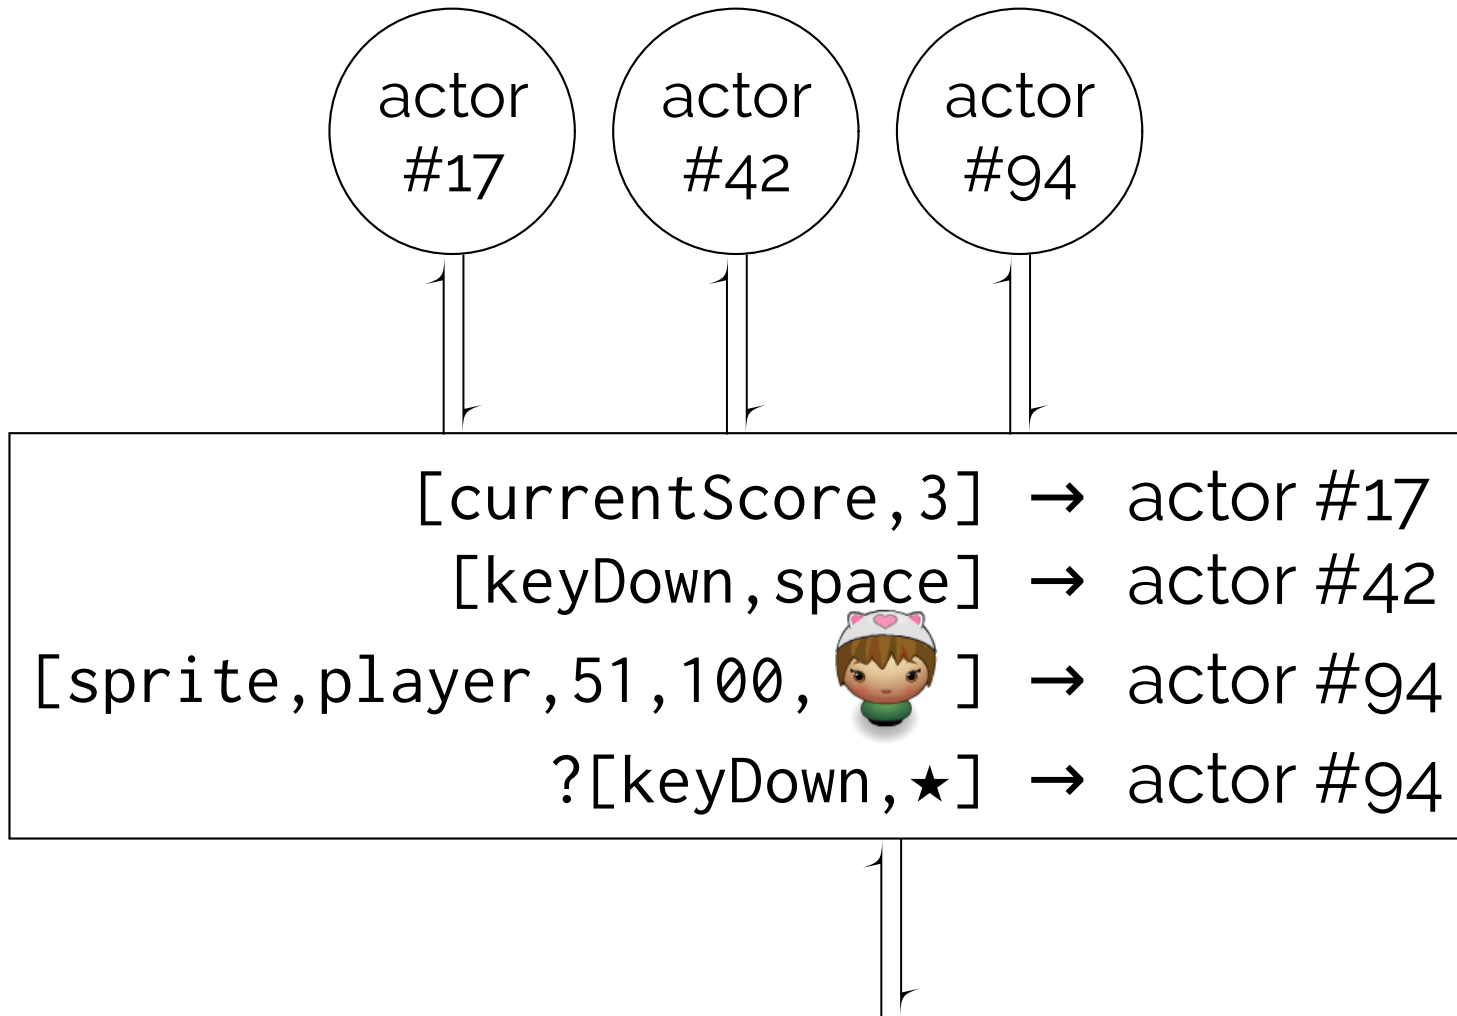 actor
#17
actor
#42
actor
#94
[currentScore,3] → actor #17
[keyDown,space] → actor #42
[sprite,player,51,100, ] → actor #94
?[keyDown,★] → actor #94